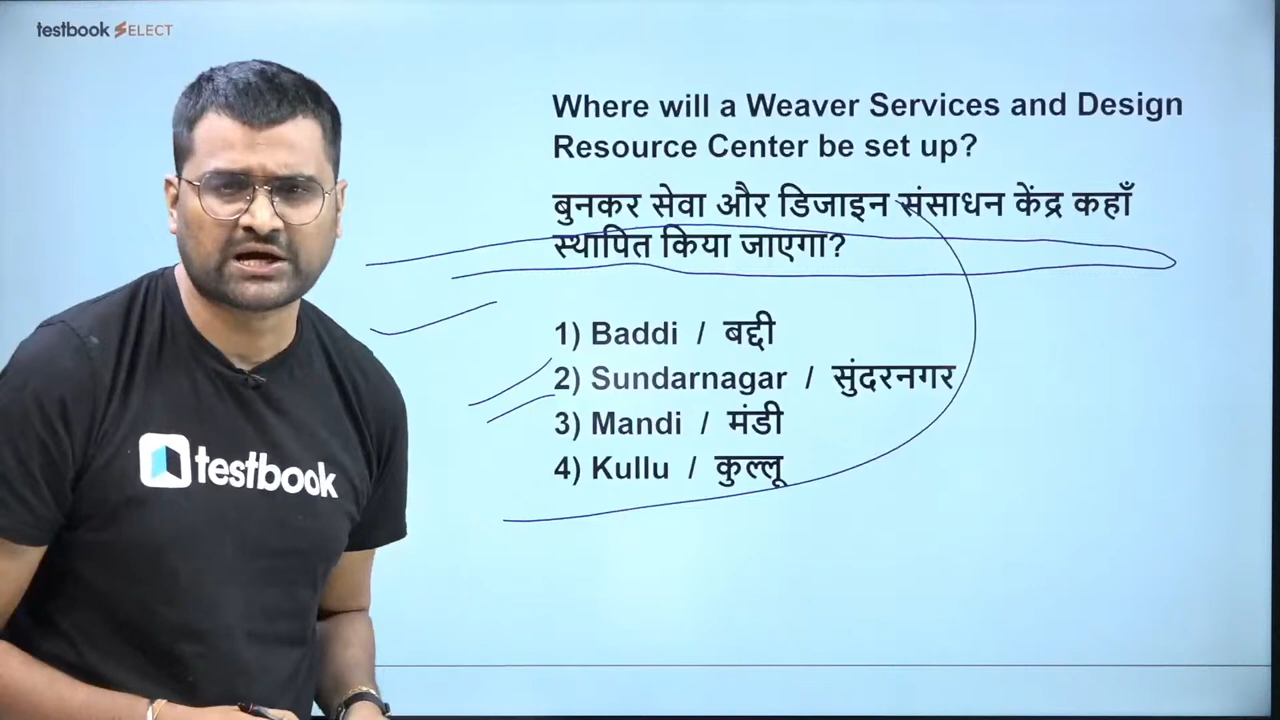 testbook SELECT
Where will a Weaver Services and Design
Resource Center be set up?
बुनकर सेवा और डिजाइन संसाधन केंद्र कहाँ
स्थापित किया जाएगा?
1) Baddi / बद्दी
2) Sundarnagar / सुंदरनगर
3) Mandi / मंडी
4) Kullu / कुल्लू
testbook